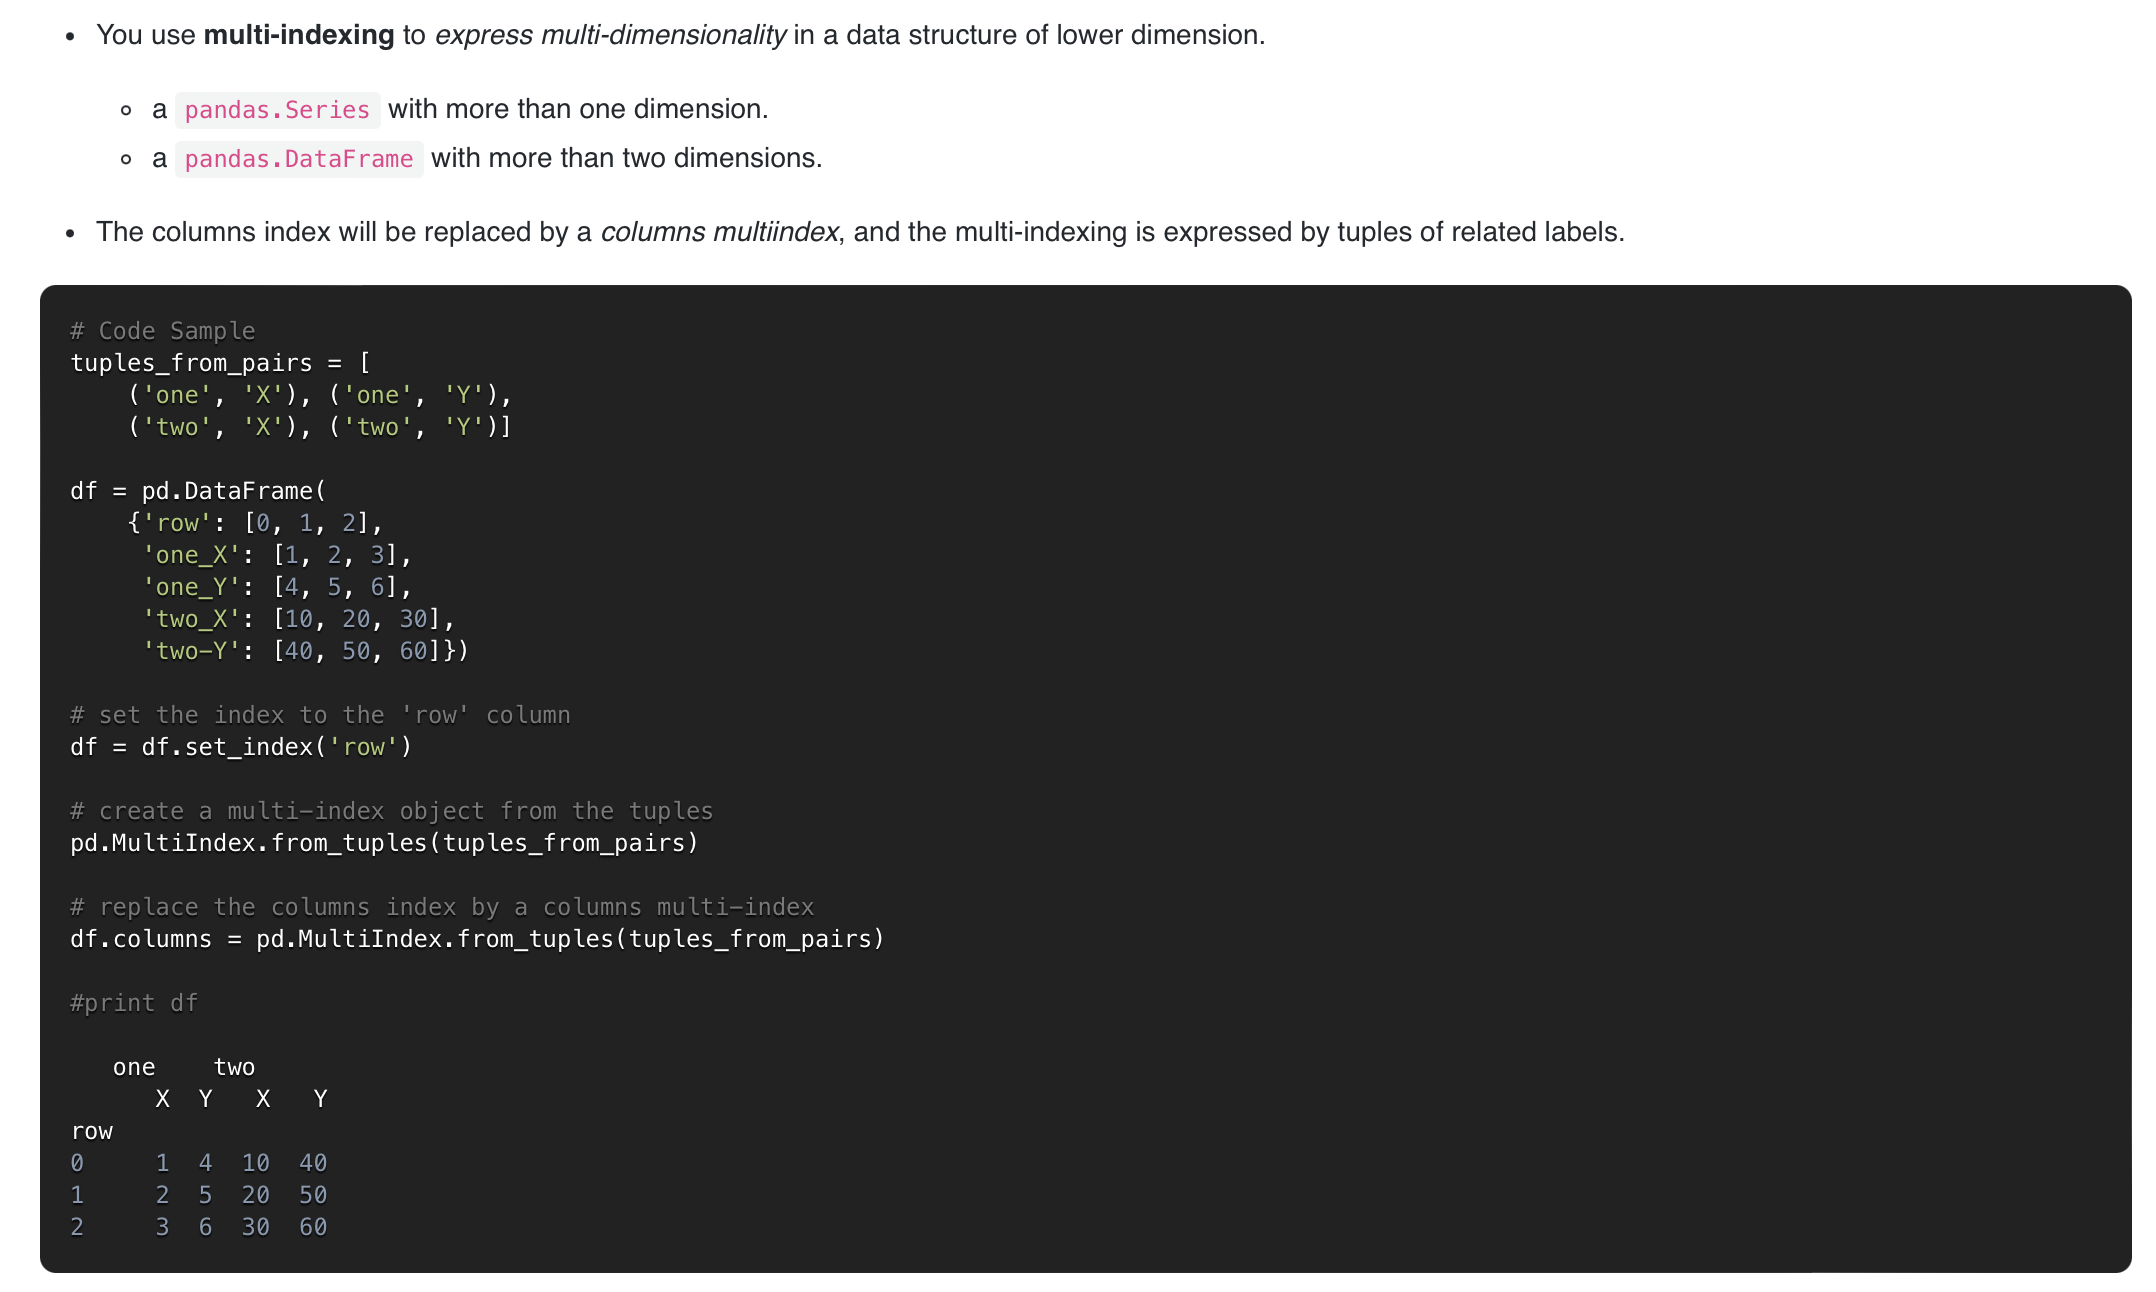 • You use multi-indexing to express multi-dimensionality in a data structure of lower dimension.
◦ a pandas.Series with more than one dimension.
◦ a pandas.DataFrame with more than two dimensions.
• The columns index will be replaced by a columns multiindex, and the multi-indexing is expressed by tuples of related labels.
# Code Sample
tuples_from_pairs = [
    ('one', 'X'), ('one', 'Y'),
    ('two', 'X'), ('two', 'Y')]

df = pd.DataFrame(
    {'row': [0, 1, 2],
     'one_X': [1, 2, 3],
     'one_Y': [4, 5, 6],
     'two_X': [10, 20, 30],
     'two-Y': [40, 50, 60]})

# set the index to the 'row' column
df = df.set_index('row')

# create a multi-index object from the tuples
pd.MultiIndex.from_tuples(tuples_from_pairs)

# replace the columns index by a columns multi-index
df.columns = pd.MultiIndex.from_tuples(tuples_from_pairs)

#print df

   one    two
      X  Y   X   Y
row
0     1  4  10  40
1     2  5  20  50
2     3  6  30  60